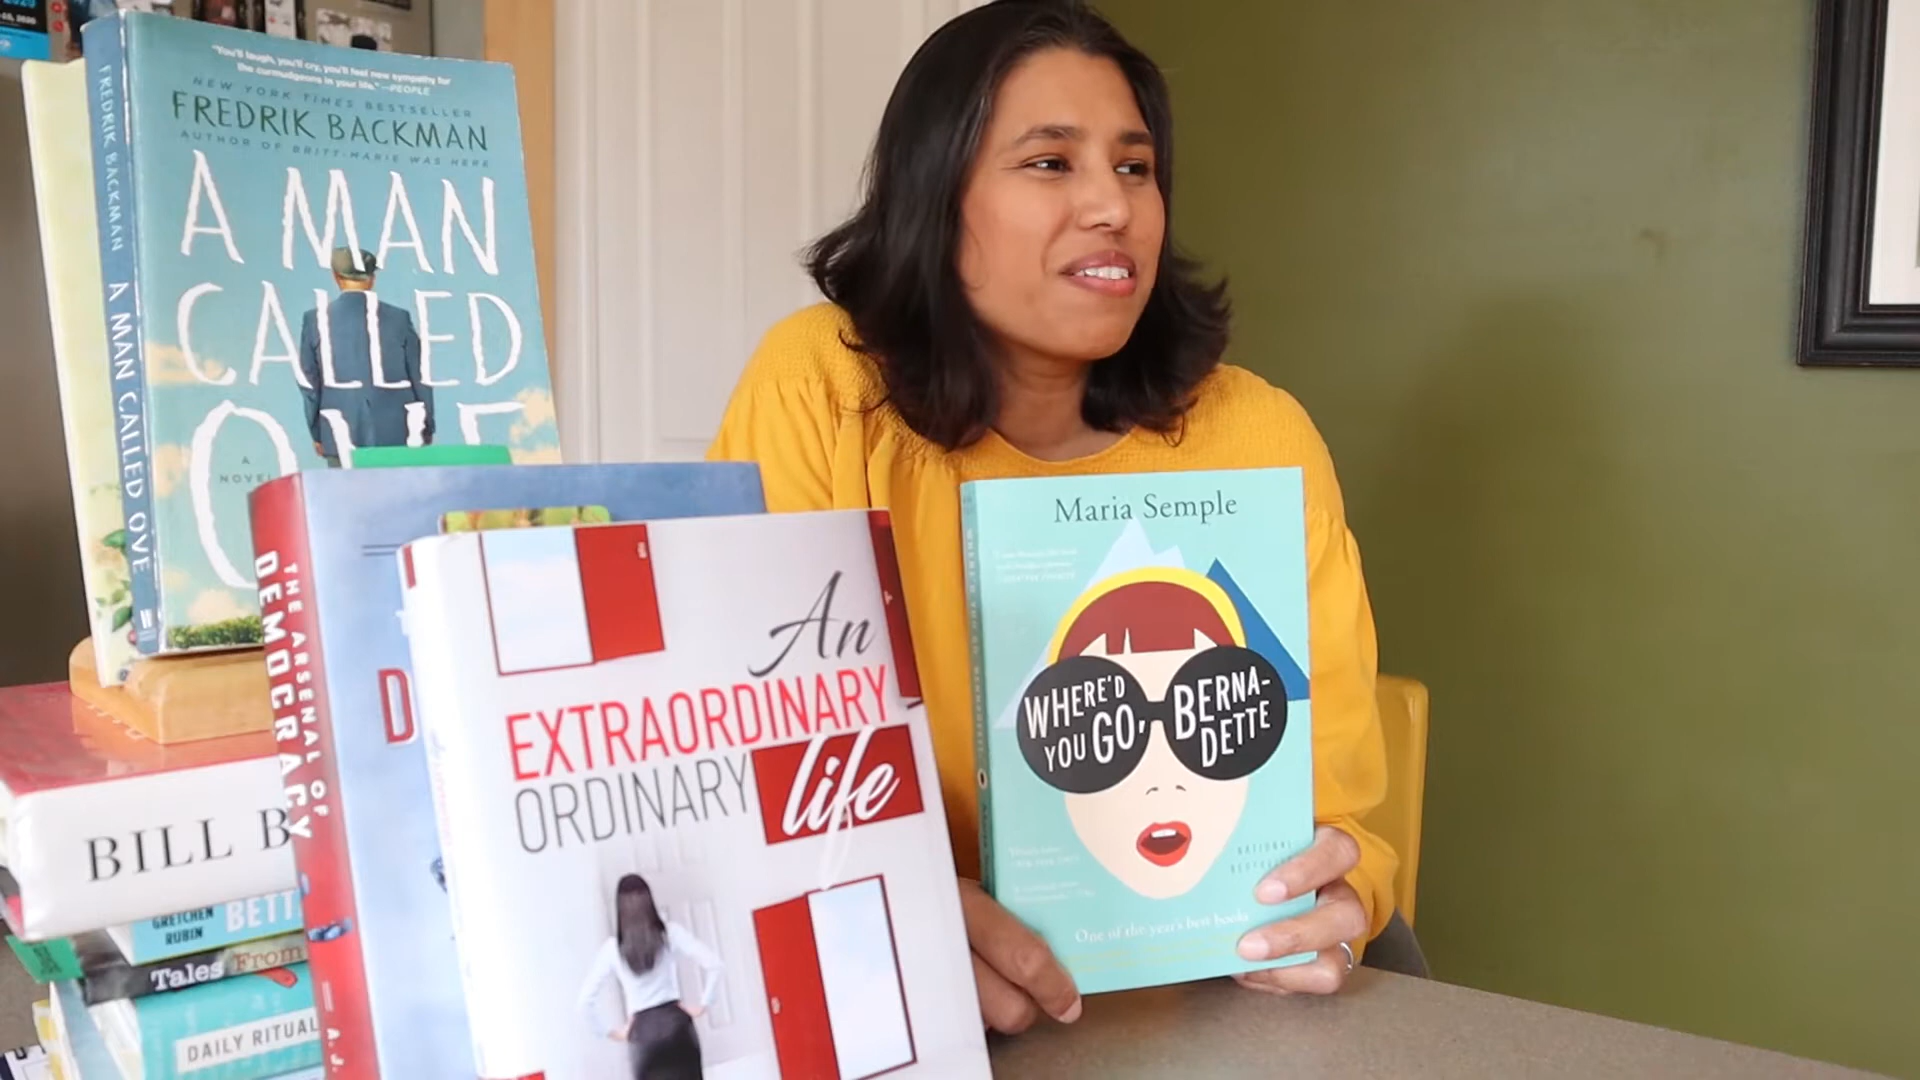 "You'll laugh, you'll cry, you'll feel new sympathy for
the curmudgeons in your life." —PEOPLE
NEW YORK TIMES BESTSELLER
FREDRIK BACKMAN
AUTHOR OF BRITT-MARIE WAS HERE
A MAN
CALLED
OVE
A
NOVEL
FREDRIK BACKMAN A MAN CALLED OVE
THE ARSENAL OF
DEMOCRACY
A. J.
D
An
EXTRAORDINARY
ORDINARY life
Maria Semple
WHERE'D
YOU GO,
BERNA-
DETTE
NATIONAL
One of the year's best books
BILL B
GRETCHEN
RUBIN
BETT
Tales From
DAILY RITUAL